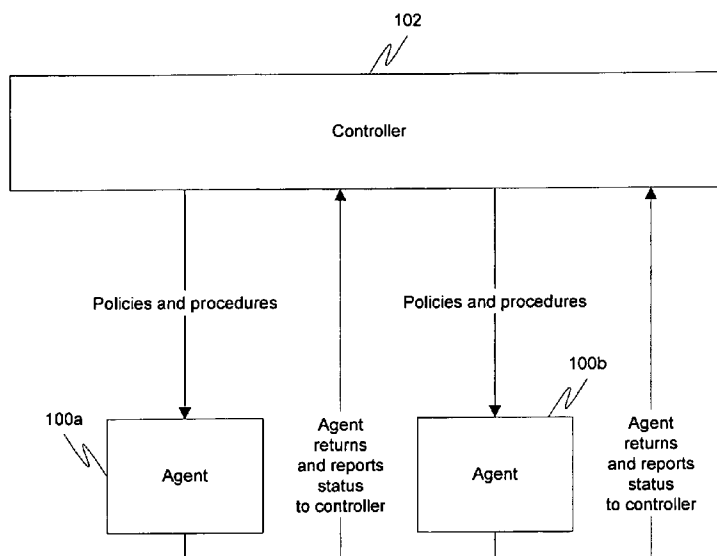 102
Controller
Policies and procedures
Policies and procedures
100b
100a
Agent
Agent
returns
and reports
status
to controller
Agent
Agent
returns
and reports
status
to controller